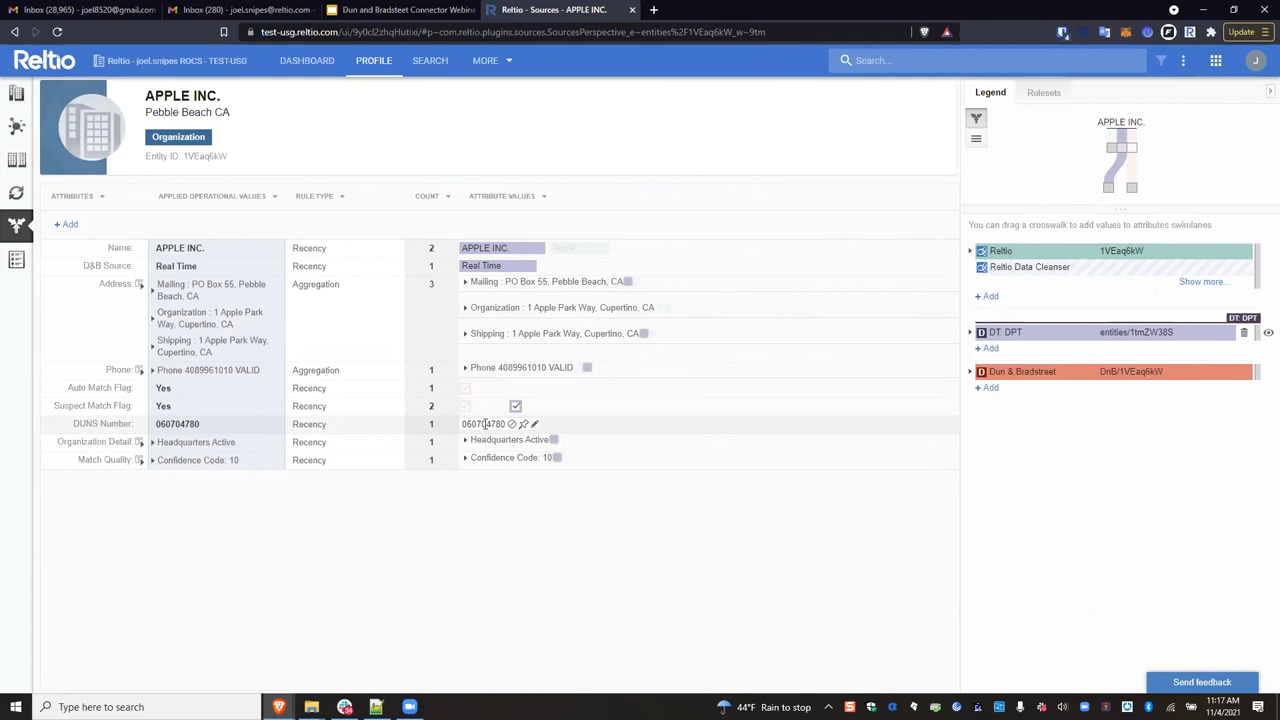 Inbox (28,965) - joel8520@gmail.com
Inbox (430) - joel.snipes@reltio.com
Dun and Bradsteet Connector Webina
Reltio - Sources - APPLE INC.
test-usg.reltio.com/ui/9y0cl2zhqHutixi/#p~com.reltio.plugins.sources.SourcesPerspective_e~entities%2F1VEaq6kW_w~9tm
Update
Reltio
Reltio - joel.snipes ROCS - TEST-USG
DASHBOARD
PROFILE
SEARCH
MORE
Search...
J
APPLE INC.
Pebble Beach CA
Organization
Entity ID: 1VEaq6kW
ATTRIBUTES
APPLIED OPERATIONAL VALUES
RULE TYPE
COUNT
ATTRIBUTE VALUES
+ Add
Name:
APPLE INC.
Recency
2
APPLE INC.
Apple
D&B Source:
Real Time
Recency
1
Real Time
Address:
Mailing : PO Box 55, Pebble
Beach, CA
Organization : 1 Apple Park
Way, Cupertino, CA
Shipping : 1 Apple Park Way,
Cupertino, CA
Aggregation
3
Mailing : PO Box 55, Pebble Beach, CA
Organization : 1 Apple Park Way, Cupertino, CA
Shipping : 1 Apple Park Way, Cupertino, CA
Phone:
Phone 4089961010 VALID
Aggregation
1
Phone 4089961010 VALID
Auto Match Flag:
Yes
Recency
1
Suspect Match Flag:
Yes
Recency
2
DUNS Number:
060704780
Recency
1
060704780
Organization Detail:
Headquarters Active
Recency
1
Headquarters Active
Match Quality:
Confidence Code: 10
Recency
1
Confidence Code: 10
Legend
Rulesets
APPLE INC.
You can drag a crosswalk to add values to attributes swimlanes
Reltio
1VEaq6kW
Reltio Data Cleanser
Show more...
+ Add
DT: DPT
D
DT: DPT
entities/1tmZW38S
+ Add
D
Dun & Bradstreet
DnB/1VEaq6kW
+ Add
Send feedback
Type here to search
44°F Rain to stop
11:17 AM
11/4/2021